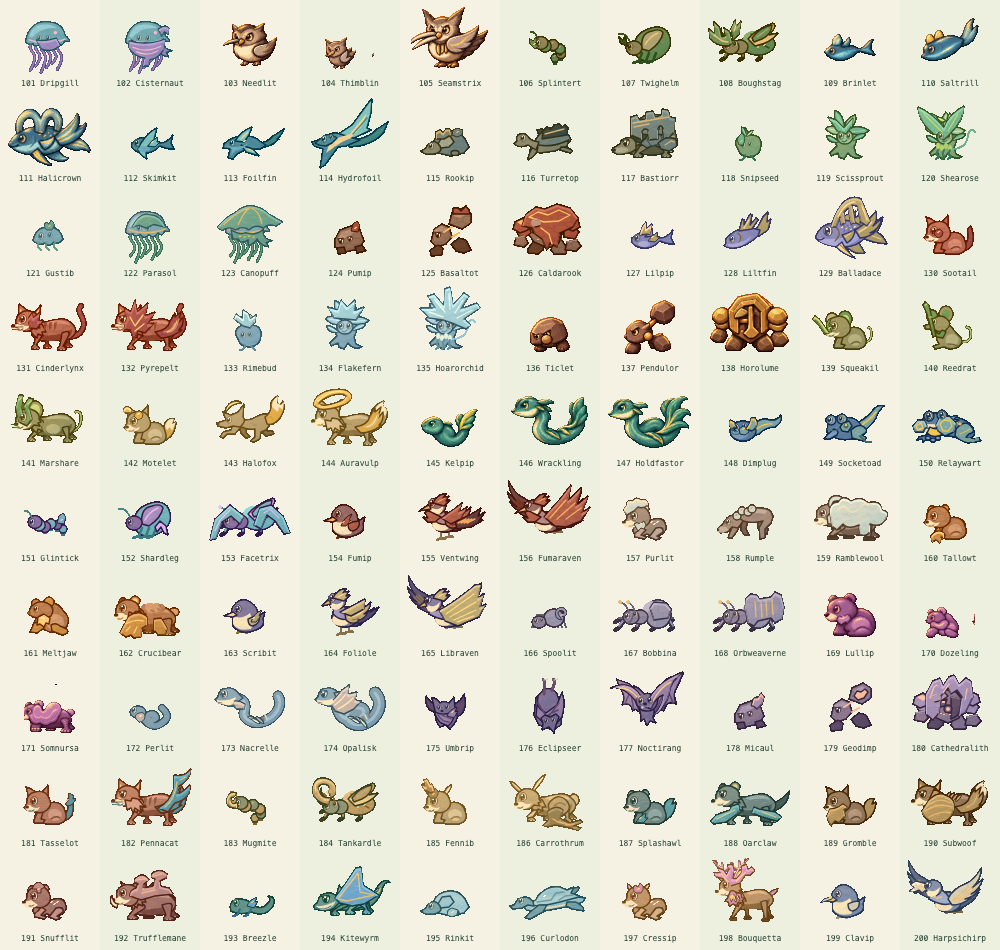 101 Dripgill 102 Cisternaut 103 Needlit 104 Thimblin 105 Seamstrix 106 Splintert 107 Twighelm 108 Boughstag 109 Brinlet 110 Saltrill
111 Halicrown 112 Skimkit 113 Foilfin 114 Hydrofoil 115 Rookip 116 Turretop 117 Bastiorr 118 Snipseed 119 Scissprout 120 Shearose
121 Gustib 122 Parasol 123 Canopuff 124 Pumip 125 Basaltot 126 Caldarook 127 Lilpip 128 Liltfin 129 Balladace 130 Sootail
131 Cinderlynx 132 Pyrepelt 133 Rimebud 134 Flakefern 135 Hoarorchid 136 Ticlet 137 Pendulor 138 Horolume 139 Squeakil 140 Reedrat
141 Marshare 142 Motelet 143 Halofox 144 Auravulp 145 Kelpip 146 Wrackling 147 Holdfastor 148 Dimplug 149 Socketoad 150 Relaywart
151 Glintick 152 Shardleg 153 Facetrix 154 Fumip 155 Ventwing 156 Fumaraven 157 Purlit 158 Rumple 159 Ramblewool 160 Tallowt
161 Meltjaw 162 Crucibear 163 Scribit 164 Foliole 165 Libraven 166 Spoolit 167 Bobbina 168 Orbweaverne 169 Lullip 170 Dozeling
171 Somnursa 172 Perlit 173 Nacrelle 174 Opalisk 175 Umbrip 176 Eclipseer 177 Noctirang 178 Micaul 179 Geodimp 180 Cathedralith
181 Tasselot 182 Pennacat 183 Mugmite 184 Tankardle 185 Fennib 186 Carrothrum 187 Splashawl 188 Oarclaw 189 Gromble 190 Subwoof
191 Snufflit 192 Trufflemane 193 Breezle 194 Kitewyrm 195 Rinkit 196 Curlodon 197 Cressip 198 Bouquetta 199 Clavip 200 Harpsichirp